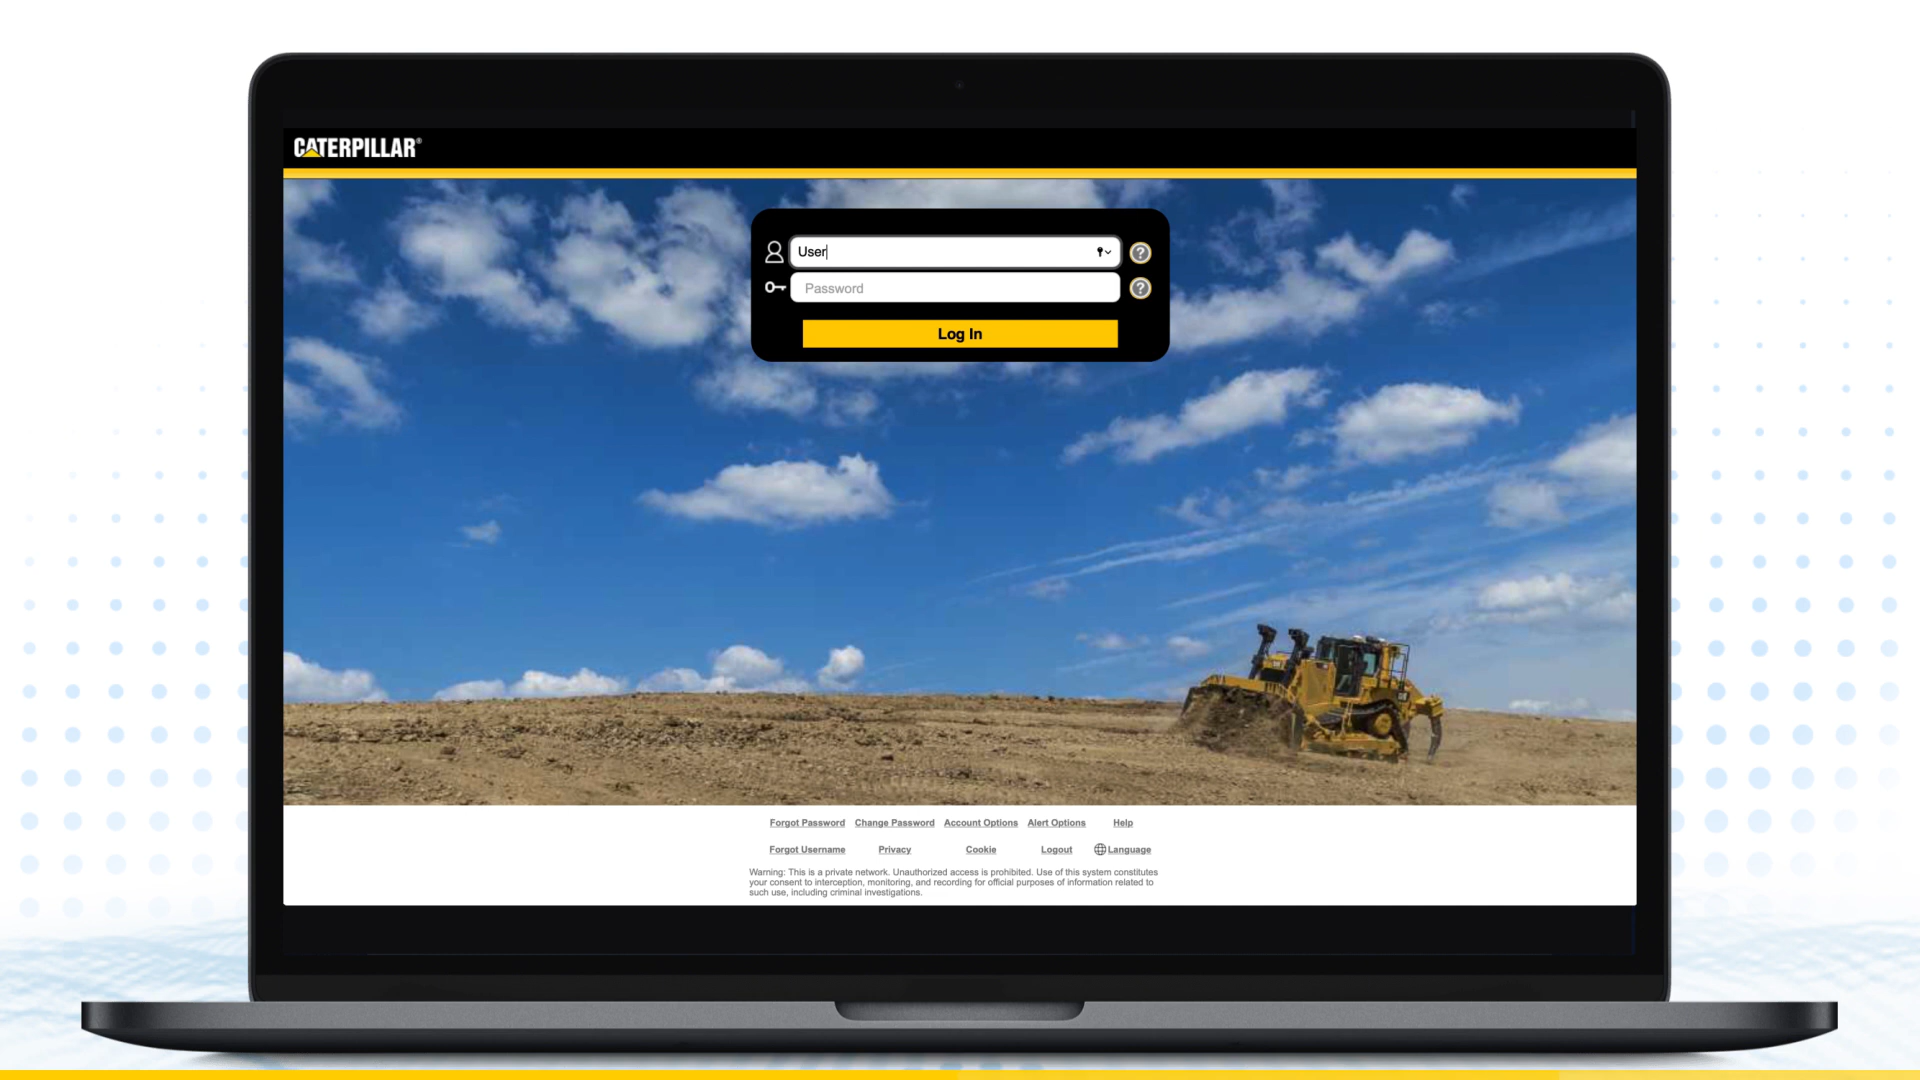 CATERPILLAR®
User
Password
Log In
Forgot Password Change Password Account Options Alert Options Help
Forgot Username Privacy Cookie Logout Language
Warning: This is a private network. Unauthorized access is prohibited. Use of this system constitutes
your consent to interception, monitoring, and recording for official purposes of information related to
such use, including criminal investigations.